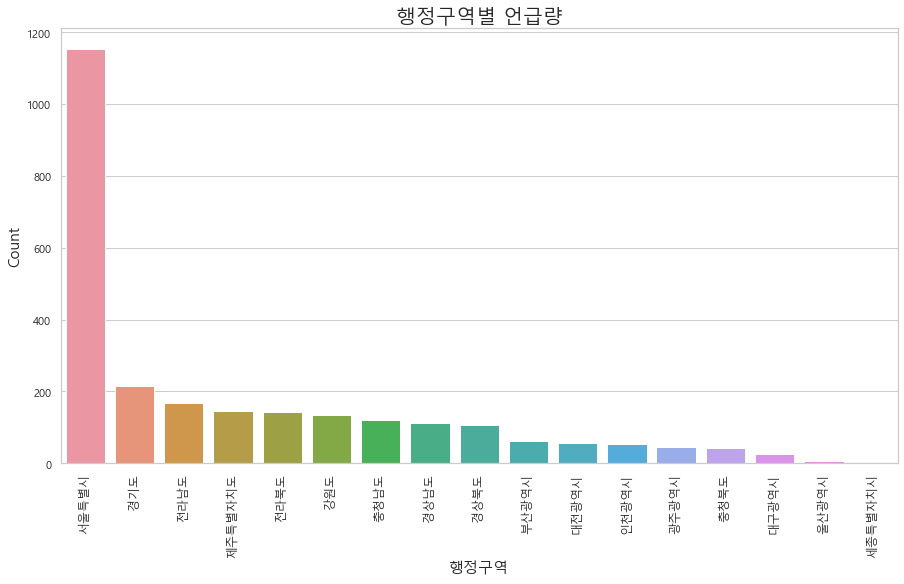 행정구역별 언급량
Count
1200
1000
800
600
400
200
0
서울특별시
경기도
전라남도
제주특별자치도
전라북도
강원도
충청남도
경상남도
경상북도
부산광역시
대전광역시
인천광역시
광주광역시
충청북도
대구광역시
울산광역시
세종특별자치시
행정구역